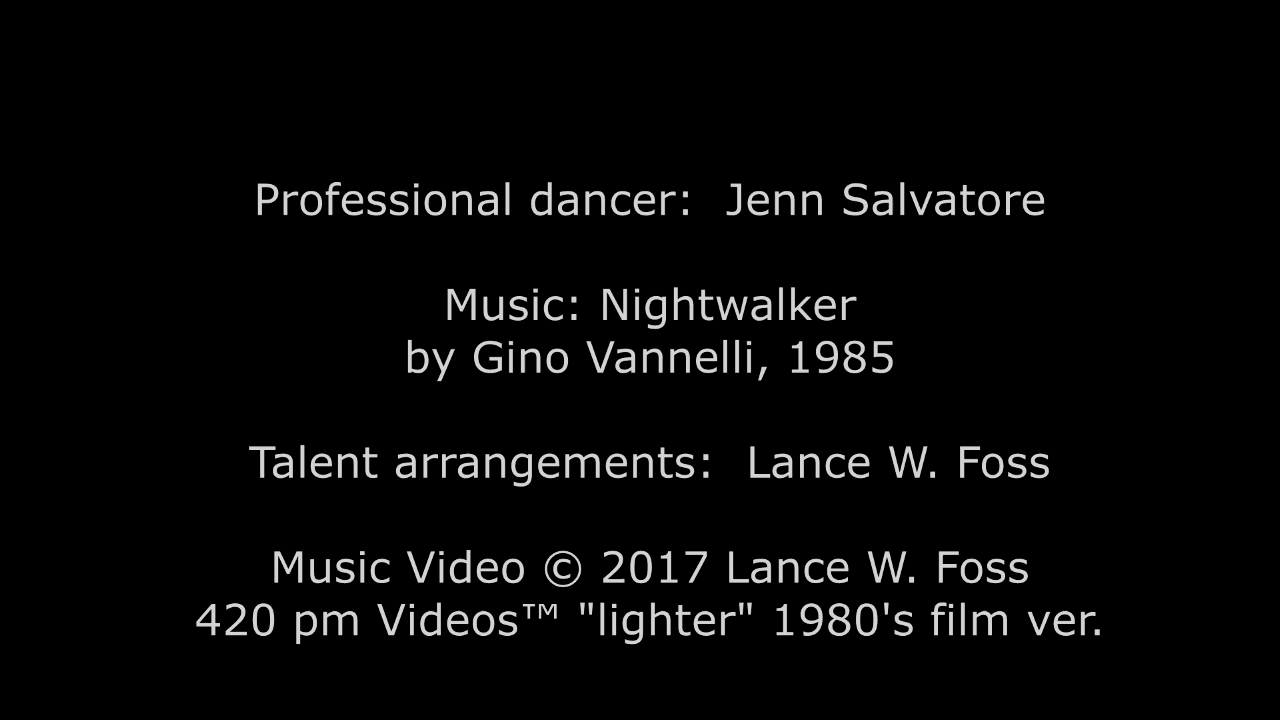 Professional dancer:  Jenn Salvatore
Music: Nightwalker
by Gino Vannelli, 1985
Talent arrangements:  Lance W. Foss
Music Video © 2017 Lance W. Foss
420 pm Videos™ "lighter" 1980's film ver.